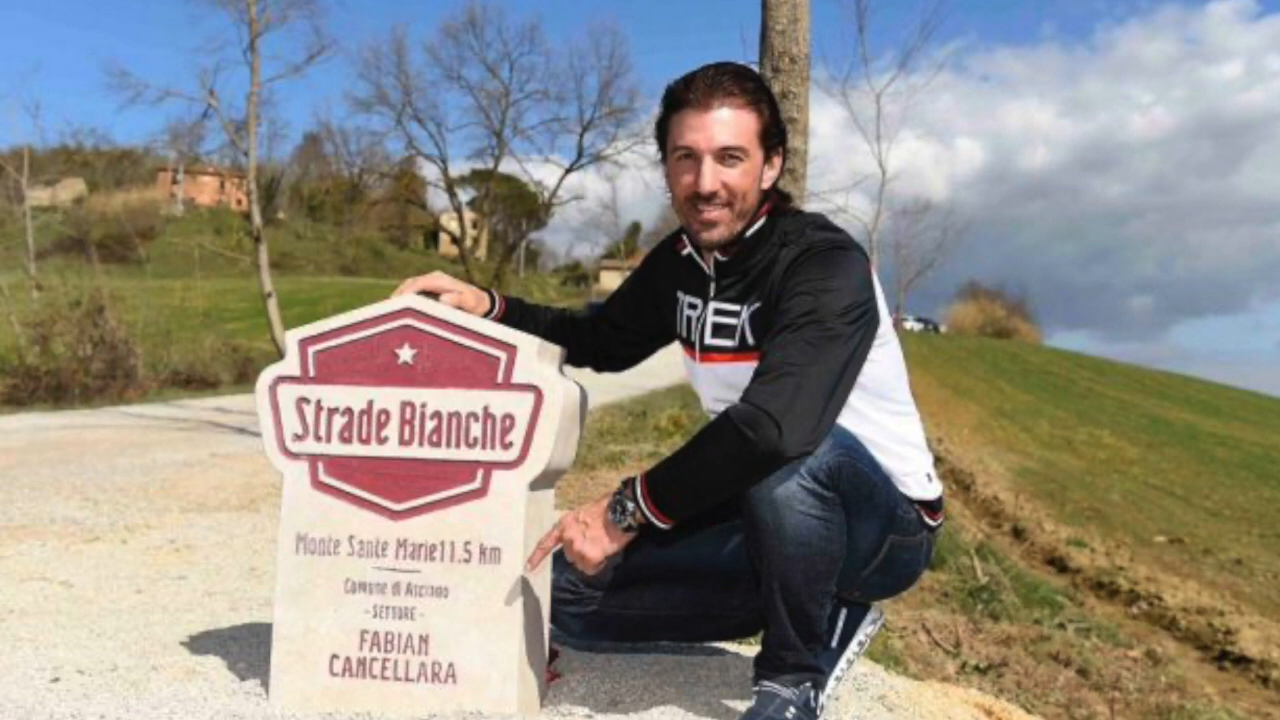 TREK
Strade Bianche
Monte Sante Marie 11.5 km
Comune di Asciano
- SETTORE -
FABIAN
CANCELLARA